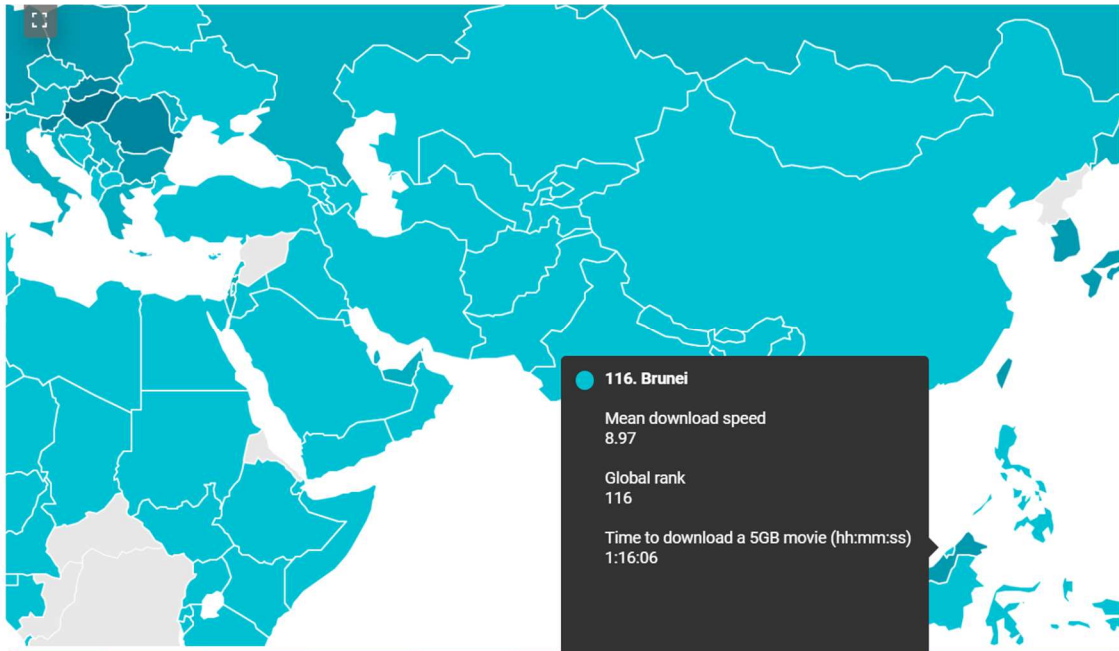 116. Brunei
Mean download speed
8.97
Global rank
116
Time to download a 5GB movie (hh:mm:ss)
1:16:06